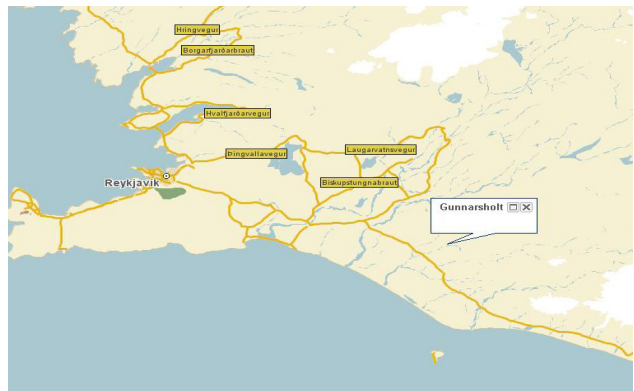 Hringvegur
Borgarfjarðarbraut
Hvalfjarðarvegur
Þingvallavegur
Laugarvatnsvegur
Reykjavík
Biskupstungnabraut
Gunnarsholt